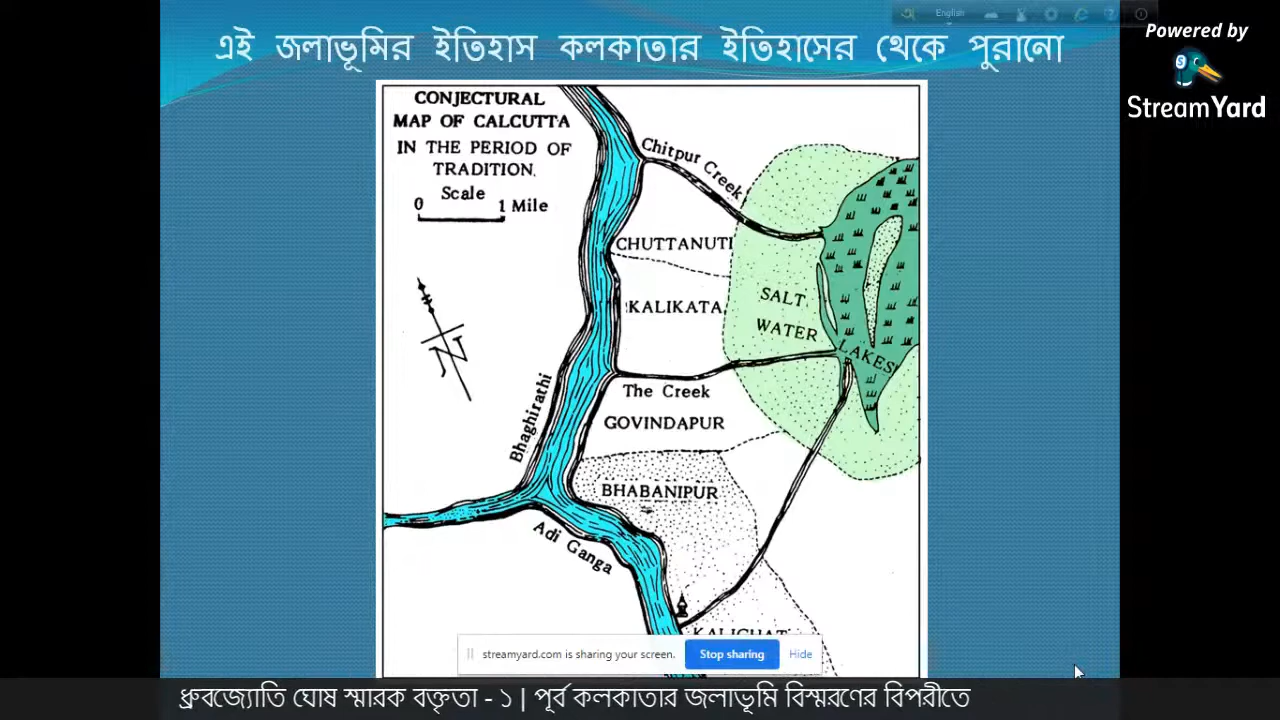 English
Powered by
StreamYard
এই জলাভূমির ইতিহাস কলকাতার ইতিহাসের থেকে পুরানো
CONJECTURAL
MAP OF CALCUTTA
IN THE PERIOD OF
TRADITION.
Scale
0 1 Mile
Chitpur Creek
CHUTTANUTI
KALIKATA
SALT
WATER
LAKES
N
The Creek
GOVINDAPUR
Bhaghirathi
BHABANIPUR
Adi Ganga
KALIGHAT
streamyard.com is sharing your screen.
Stop sharing
Hide
ধ্রুবজ্যোতি ঘোষ স্মারক বক্তৃতা - ১ | পূর্ব কলকাতার জলাভূমি বিস্মরণের বিপরীতে